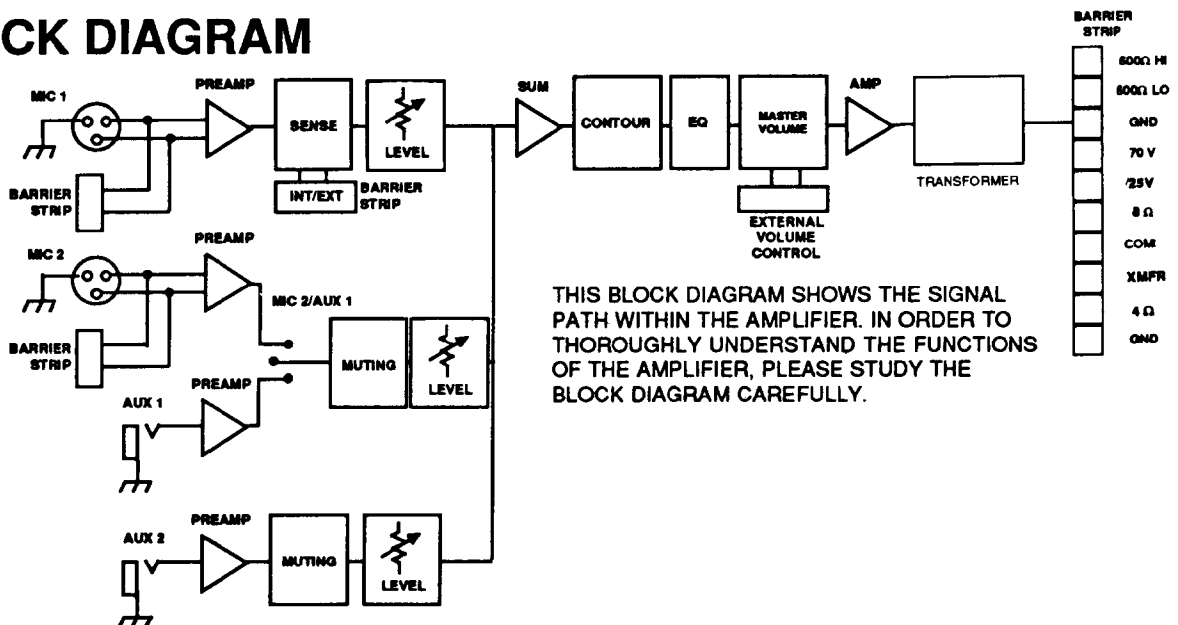 CK DIAGRAM
BARRIER
STRIP
600Ω HI
600Ω LO
GND
70 V
25V
8 Ω
COM
XMFR
4 Ω
GND
MIC 1
PREAMP
SENSE
LEVEL
INT/EXT
BARRIER
STRIP
BARRIER
STRIP
SUM
CONTOUR
EQ
MASTER
VOLUME
EXTERNAL
VOLUME
CONTROL
AMP
TRANSFORMER
MIC 2
PREAMP
MIC 2/AUX 1
BARRIER
STRIP
MUTING
LEVEL
AUX 1
PREAMP
AUX 2
PREAMP
MUTING
LEVEL
THIS BLOCK DIAGRAM SHOWS THE SIGNAL
PATH WITHIN THE AMPLIFIER. IN ORDER TO
THOROUGHLY UNDERSTAND THE FUNCTIONS
OF THE AMPLIFIER, PLEASE STUDY THE
BLOCK DIAGRAM CAREFULLY.